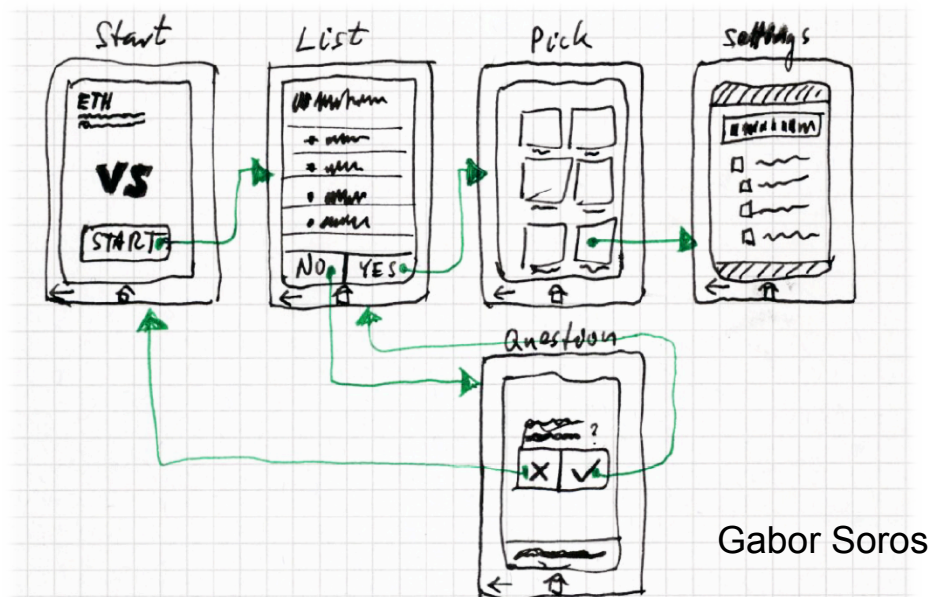 Start
List
Pick
Settings
ETH
VS
START
NO
YES
Question
?
Gabor Soros